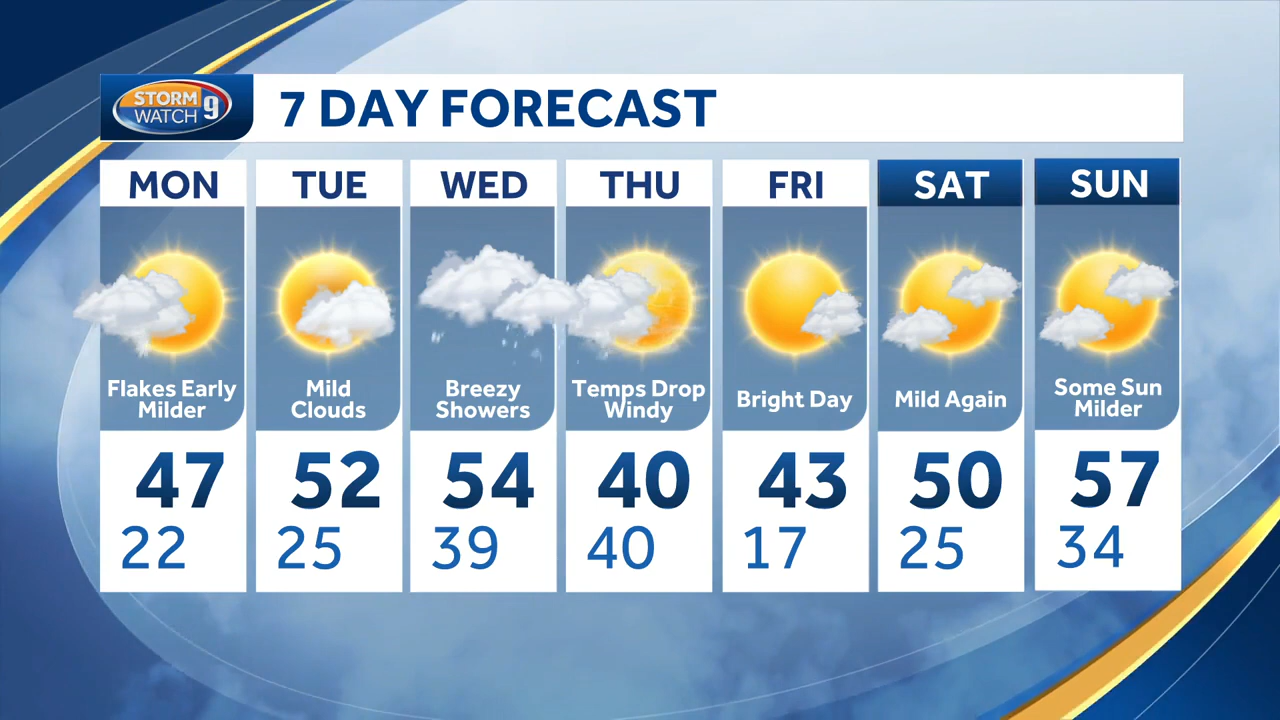 STORM
WATCH 9
7 DAY FORECAST
MON
TUE
WED
THU
FRI
SAT
SUN
Flakes Early
Milder
Mild
Clouds
Breezy
Showers
Temps Drop
Windy
Bright Day
Mild Again
Some Sun
Milder
47
52
54
40
43
50
57
22
25
39
40
17
25
34